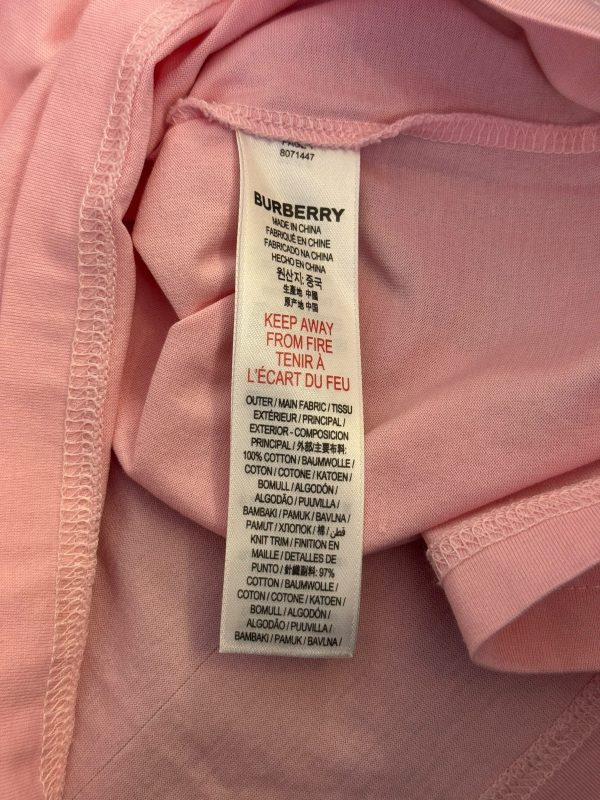 8071447
BURBERRY
MADE IN CHINA
FABRIQUÉ EN CHINE
FABRICADO NA CHINA
HECHO EN CHINA
원산지: 중국
生產地 中國
原产地 中国
KEEP AWAY
FROM FIRE
TENIR À
L'ÉCART DU FEU
OUTER / MAIN FABRIC / TISSU
EXTÉRIEUR / PRINCIPAL /
EXTERIOR - COMPOSICION
PRINCIPAL / 外部/主要布料:
100% COTTON / BAUMWOLLE /
COTON / COTONE / KATOEN /
BOMULL / ALGODÓN /
ALGODÃO / PUUVILLA /
BAMBAKI / PAMUK / BAVLNA /
PAMUT / ХЛОПОК / 棉 / قطن /
KNIT TRIM / FINITION EN
MAILLE / DETALLES DE
PUNTO / 針織副料: 97%
COTTON / BAUMWOLLE /
COTON / COTONE / KATOEN /
BOMULL / ALGODÓN /
ALGODÃO / PUUVILLA /
BAMBAKI / PAMUK / BAVLNA /